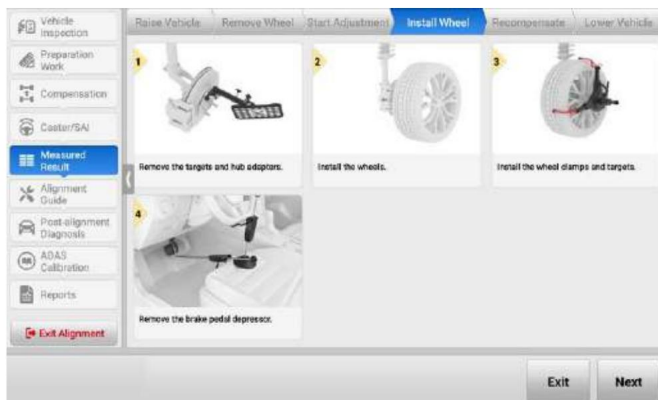 Vehicle
Inspection
Preparation
Work
Compensation
Caster/SAI
Measured
Result
Alignment
Guide
Post-alignment
Diagnosis
ADAS
Calibration
Reports
Exit Alignment
Raise Vehicle
Remove Wheel
Start Adjustment
Install Wheel
Recompensate
Lower Vehicle
1
Remove the targets and hub adapters.
2
Install the wheels.
3
Install the wheel clamps and targets.
4
Remove the brake pedal depressor.
Exit
Next